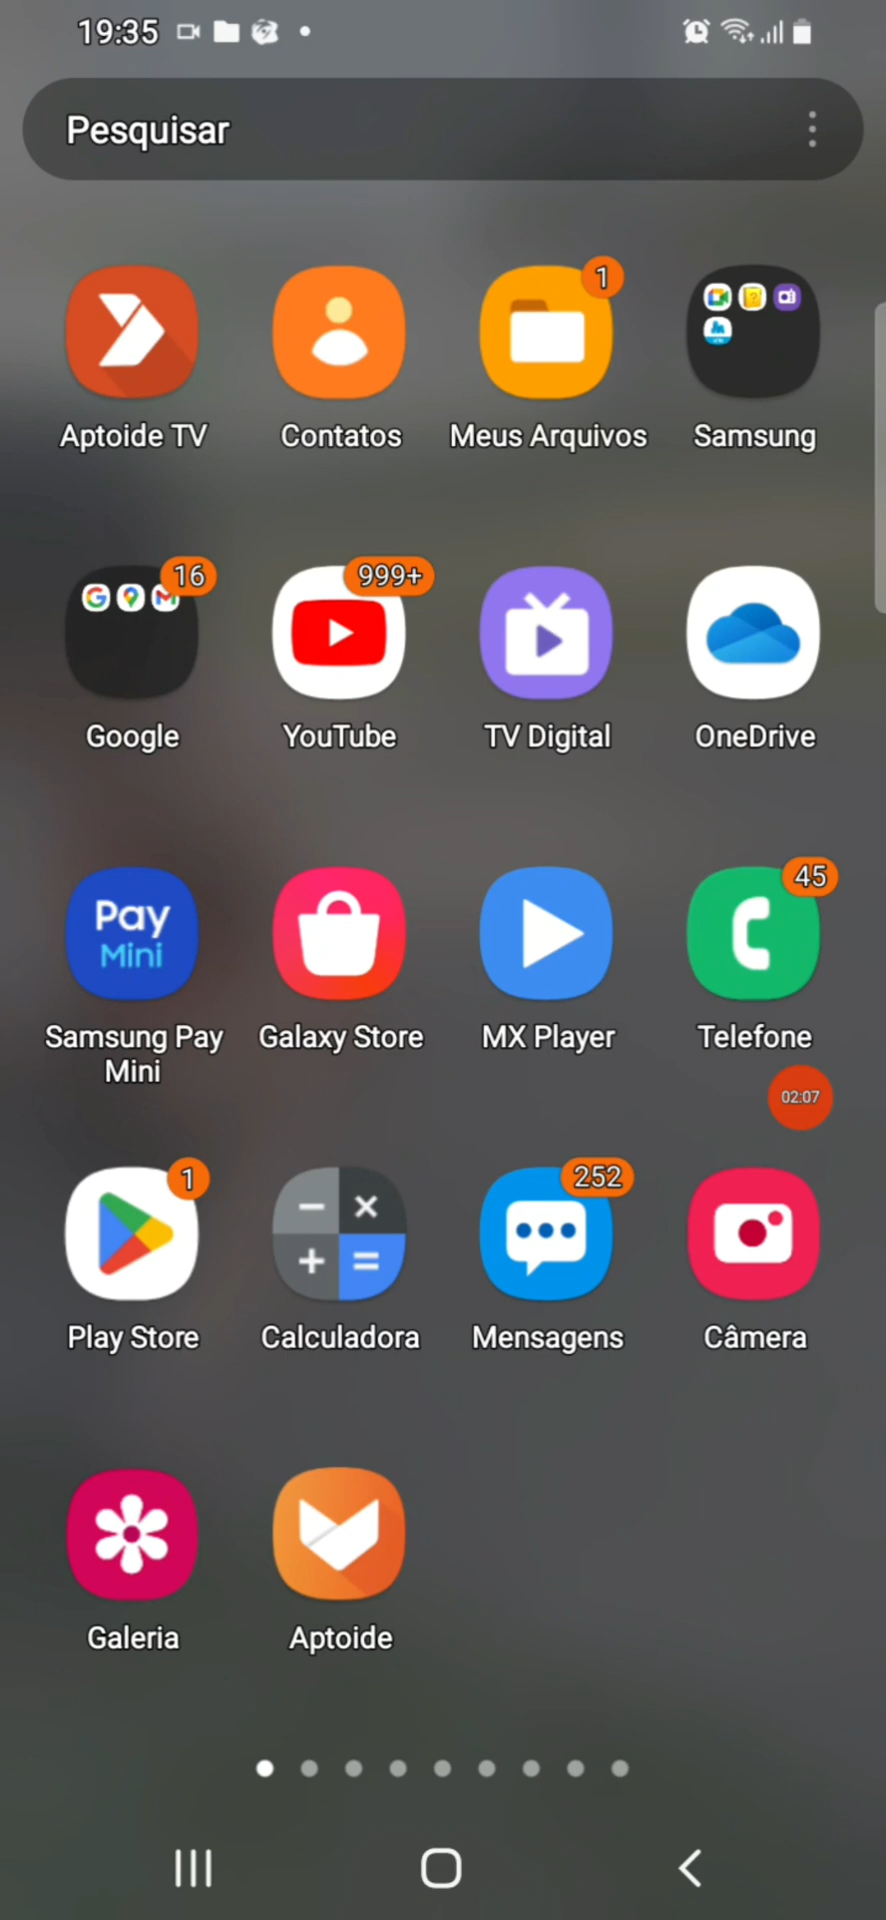 19:35
Pesquisar
1
Aptoide TV
Contatos
Meus Arquivos
Samsung
16
999+
Google
YouTube
TV Digital
OneDrive
45
Pay
Mini
Samsung Pay
Mini
Galaxy Store
MX Player
Telefone
02:07
1
252
Play Store
Calculadora
Mensagens
Câmera
Galeria
Aptoide